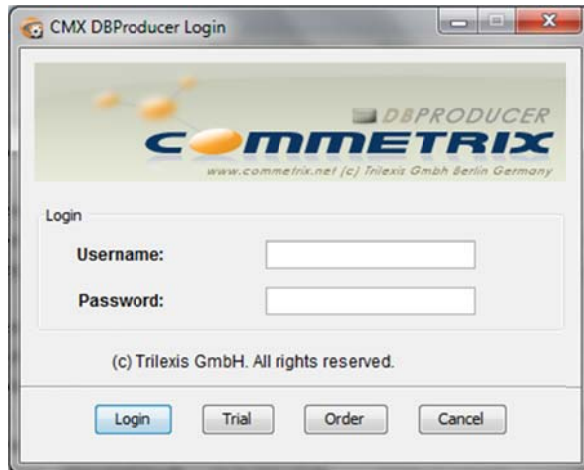 CMX DBProducer Login
DBPRODUCER
COMMETRIX
www.commetrix.net (c) Trilexis Gmbh Berlin Germany
Login
Username:
Password:
(c) Trilexis GmbH. All rights reserved.
Login Trial Order Cancel